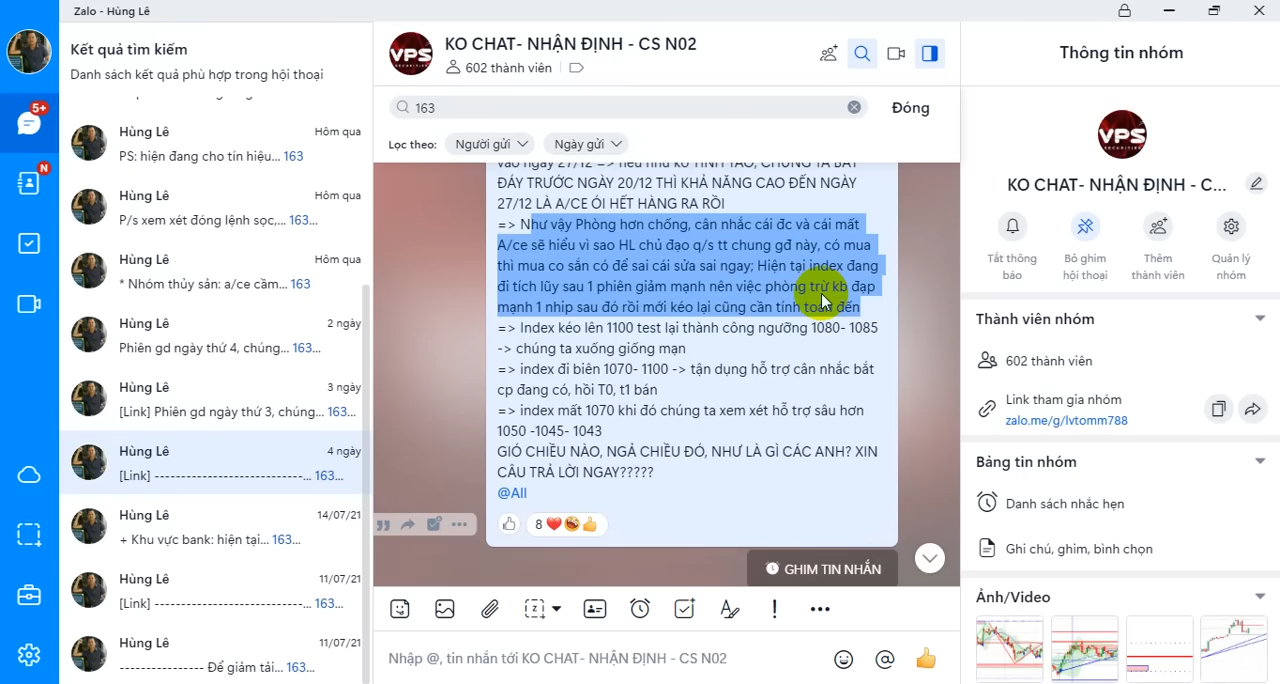 Zalo - Hùng Lê
Kết quả tìm kiếm
Danh sách kết quả phù hợp trong hội thoại
Hùng Lê
Hôm qua
PS: hiện đang cho tín hiệu... 163
Hùng Lê
Hôm qua
P/s xem xét đóng lệnh sọc,... 163...
Hùng Lê
Hôm qua
* Nhóm thủy sản: a/ce cầm... 163
Hùng Lê
2 ngày
Phiên gd ngày thứ 4, chúng... 163...
Hùng Lê
3 ngày
[Link] Phiên gd ngày thứ 3, chúng... 163...
Hùng Lê
4 ngày
[Link] ----------------------------... 163...
Hùng Lê
14/07/21
+ Khu vực bank: hiện tại... 163...
Hùng Lê
11/07/21
[Link] ----------------------------... 163...
Hùng Lê
11/07/21
---------------- Để giảm tải... 163...
5+
N
VPS
SECURITIES
KO CHAT- NHẬN ĐỊNH - CS N02
602 thành viên
163
Đóng
Lọc theo:
Người gửi
Ngày gửi
vào ngày 27/12 => nếu như ko TỈNH TÁO, CHÚNG TA BẮT
ĐÁY TRƯỚC NGÀY 20/12 THÌ KHẢ NĂNG CAO ĐẾN NGÀY
27/12 LÀ A/CE ÓI HẾT HÀNG RA RỒI
=> Như vậy Phòng hơn chống, cân nhắc cái đc và cái mất
A/ce sẽ hiểu vì sao HL chủ đạo q/s tt chung gđ này, có mua
thì mua co sắn có để sai cái sửa sai ngay; Hiện tại index đang
đi tích lũy sau 1 phiên giảm mạnh nên việc phòng trừ kb đạp
mạnh 1 nhip sau đó rồi mới kéo lại cũng cần tính toán đến
=> Index kéo lên 1100 test lại thành công ngưỡng 1080- 1085
-> chúng ta xuống giống mạn
=> index đi biên 1070- 1100 -> tận dụng hỗ trợ cân nhắc bắt
cp đang có, hồi T0, t1 bán
=> index mất 1070 khi đó chúng ta xem xét hỗ trợ sâu hơn
1050 -1045- 1043
GIÓ CHIỀU NÀO, NGẢ CHIỀU ĐÓ, NHƯ LÀ GÌ CÁC ANH? XIN
CÂU TRẢ LỜI NGAY?????
@All
8
GHIM TIN NHẮN
Nhập @, tin nhắn tới KO CHAT- NHẬN ĐỊNH - CS N02
Thông tin nhóm
VPS
SECURITIES
KO CHAT- NHẬN ĐỊNH - C...
Tắt thông báo
Bỏ ghim hội thoại
Thêm thành viên
Quản lý nhóm
Thành viên nhóm
602 thành viên
Link tham gia nhóm
zalo.me/g/lvtomm788
Bảng tin nhóm
Danh sách nhắc hẹn
Ghi chú, ghim, bình chọn
Ảnh/Video